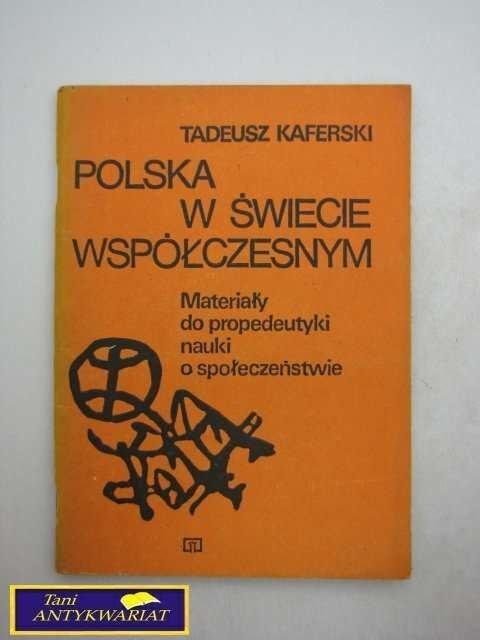 TADEUSZ KAFERSKI
POLSKA
W ŚWIECIE
WSPÓŁCZESNYM
Materiały
do propedeutyki
nauki
o społeczeństwie
Tani
ANTYKWARIAT